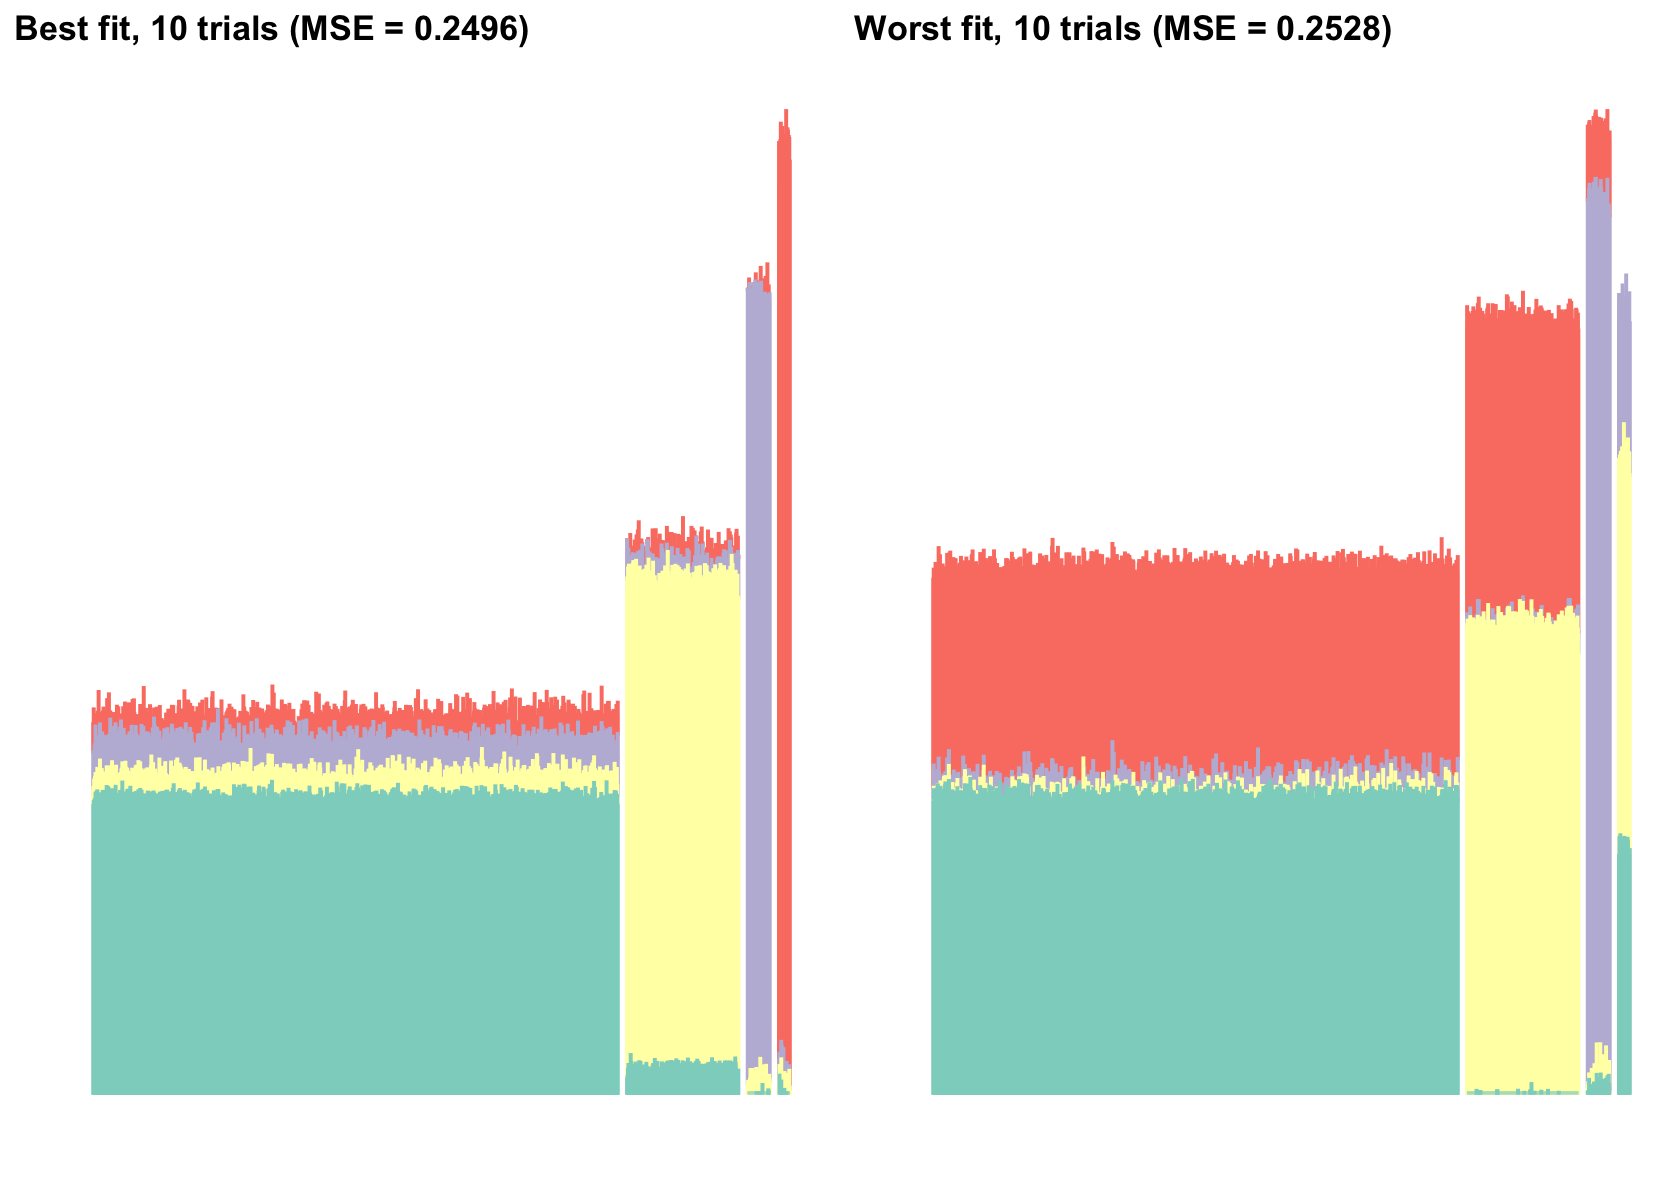 Best fit, 10 trials (MSE = 0.2496)
Worst fit, 10 trials (MSE = 0.2528)